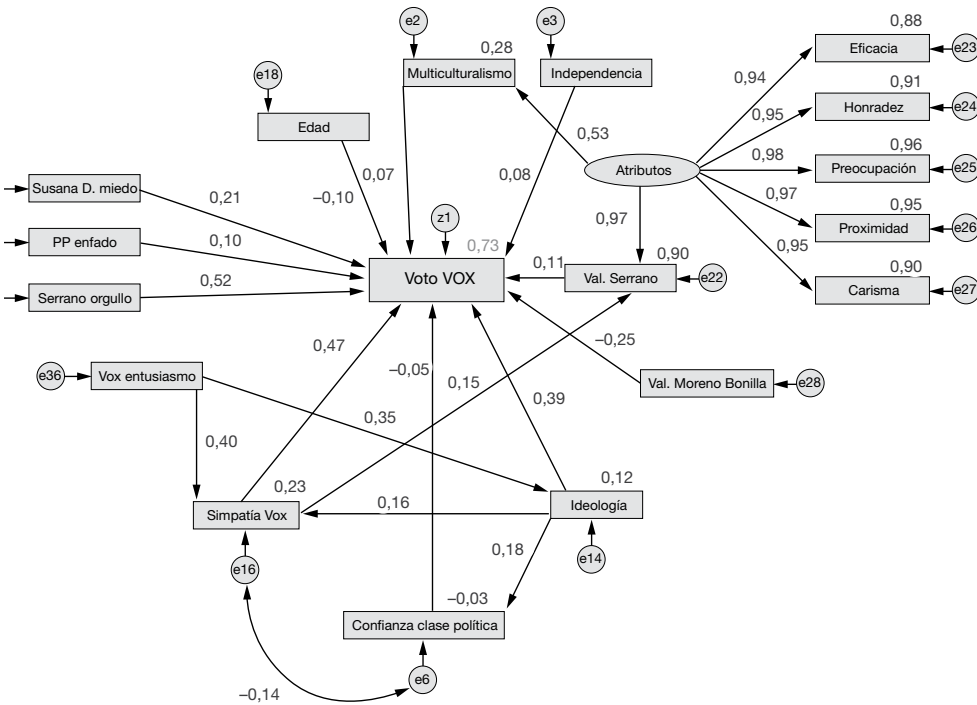 e2
e3
0,88
e18
0,28
Eficacia
e23
Multiculturalismo
Independencia
0,94
0,91
Edad
Honradez
e24
0,95
0,53
0,96
Atributos
0,98
Preocupación
e25
Susana D. miedo
0,07
0,08
0,97
0,95
0,21
–0,10
z1
0,97
Proximidad
e26
PP enfado
0,10
0,73
0,95
0,90
0,90
Voto VOX
0,11
Val. Serrano
e22
Serrano orgullo
0,52
Carisma
e27
0,47
–0,05
0,15
–0,25
e36
Vox entusiasmo
Val. Moreno Bonilla
e28
0,39
0,35
0,40
0,23
0,12
Simpatía Vox
0,16
Ideología
0,18
e16
e14
–0,03
Confianza clase política
e6
–0,14